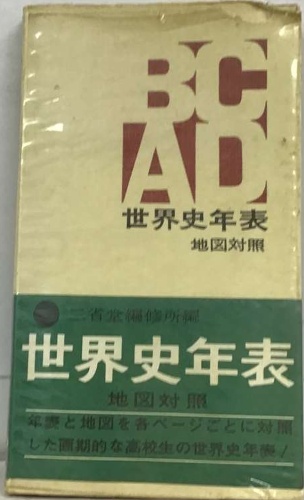 BC
AD
世界史年表
地図対照
三省堂編修所編
世界史年表
地図対照
年表と地図を各ページごとに対照
した画期的な高校生の世界史年表！